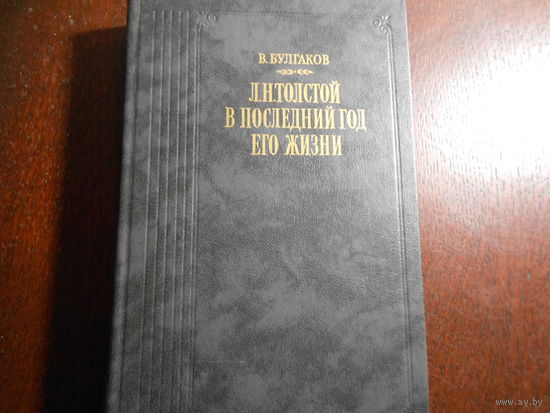 В. БУЛГАКОВ
Л.Н.ТОЛСТОЙ
В ПОСЛЕДНИЙ ГОД
ЕГО ЖИЗНИ
www.ay.by